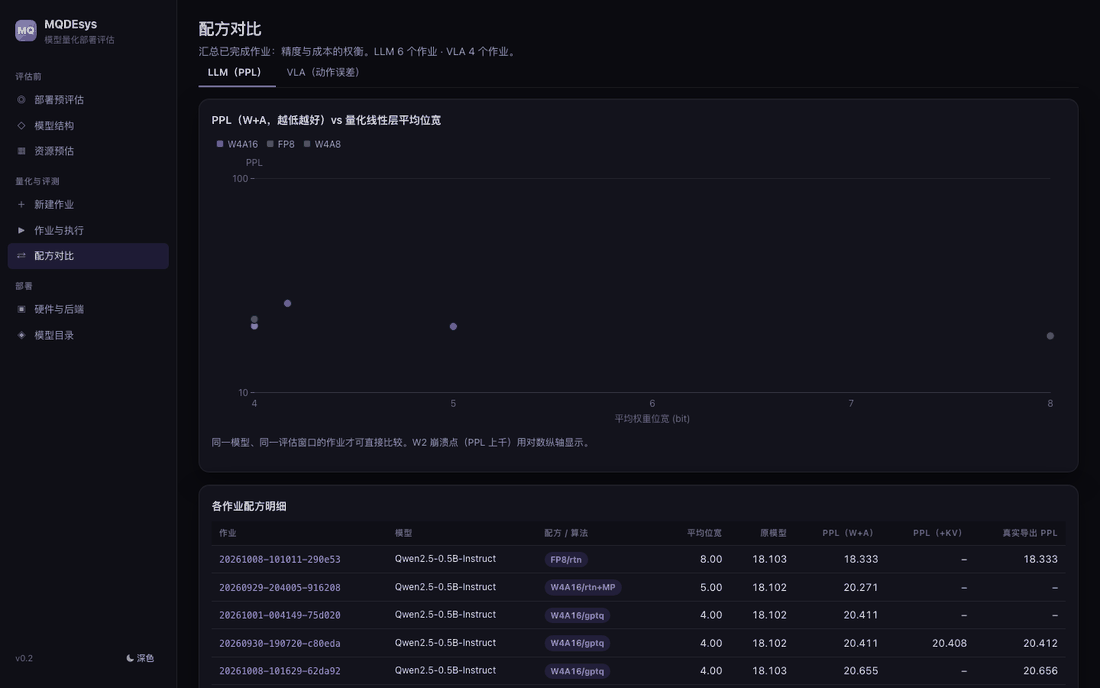 MQ
MQDEsys
模型量化部署评估
评估前
部署预评估
模型结构
资源预估
量化与评测
新建作业
作业与执行
配方对比
部署
硬件与后端
模型目录
v0.2
深色
配方对比
汇总已完成作业：精度与成本的权衡。LLM 6 个作业 · VLA 4 个作业。
LLM（PPL） VLA（动作误差）
PPL（W+A，越低越好）vs 量化线性层平均位宽
W4A16 FP8 W4A8
PPL
100
10
4 5 6 7 8
平均权重位宽 (bit)
同一模型、同一评估窗口的作业才可直接比较。W2 崩溃点（PPL 上千）用对数纵轴显示。
各作业配方明细
作业 模型 配方 / 算法 平均位宽 原模型 PPL（W+A） PPL（+KV） 真实导出 PPL
20261008-101011-290e53 Qwen2.5-0.5B-Instruct FP8/rtn 8.00 18.103 18.333 – 18.333
20260929-204005-916208 Qwen2.5-0.5B-Instruct W4A16/rtn+MP 5.00 18.102 20.271 – –
20261001-004149-75d020 Qwen2.5-0.5B-Instruct W4A16/gptq 4.00 18.102 20.411 – –
20260930-190720-c80eda Qwen2.5-0.5B-Instruct W4A16/gptq 4.00 18.102 20.411 20.408 20.412
20261008-101629-62da92 Qwen2.5-0.5B-Instruct W4A16/gptq 4.00 18.103 20.655 – 20.656